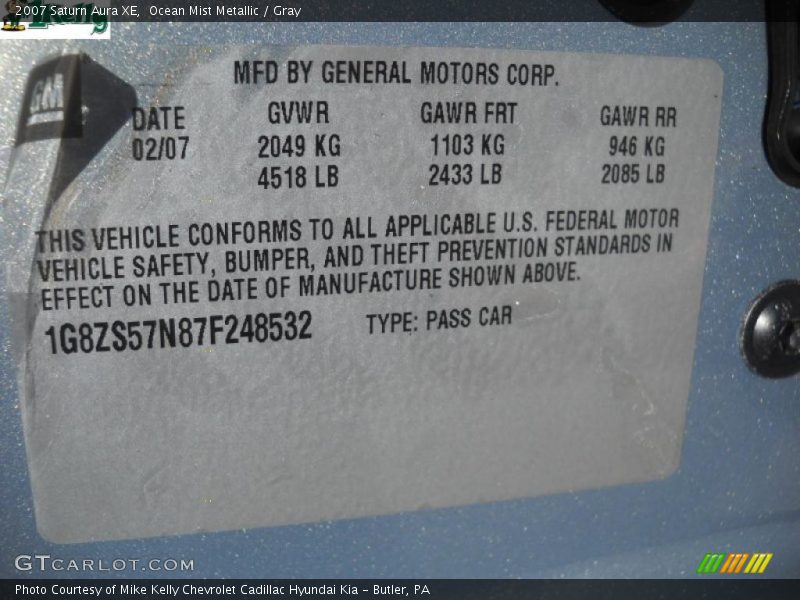 2007 Saturn Aura XE, Ocean Mist Metallic / Gray
GM
MFD BY GENERAL MOTORS CORP.
DATE GVWR GAWR FRT GAWR RR
02/07 2049 KG 1103 KG 946 KG
4518 LB 2433 LB 2085 LB
THIS VEHICLE CONFORMS TO ALL APPLICABLE U.S. FEDERAL MOTOR
VEHICLE SAFETY, BUMPER, AND THEFT PREVENTION STANDARDS IN
EFFECT ON THE DATE OF MANUFACTURE SHOWN ABOVE.
1G8ZS57N87F248532 TYPE: PASS CAR
GTCARLOT.COM
Photo Courtesy of Mike Kelly Chevrolet Cadillac Hyundai Kia – Butler, PA